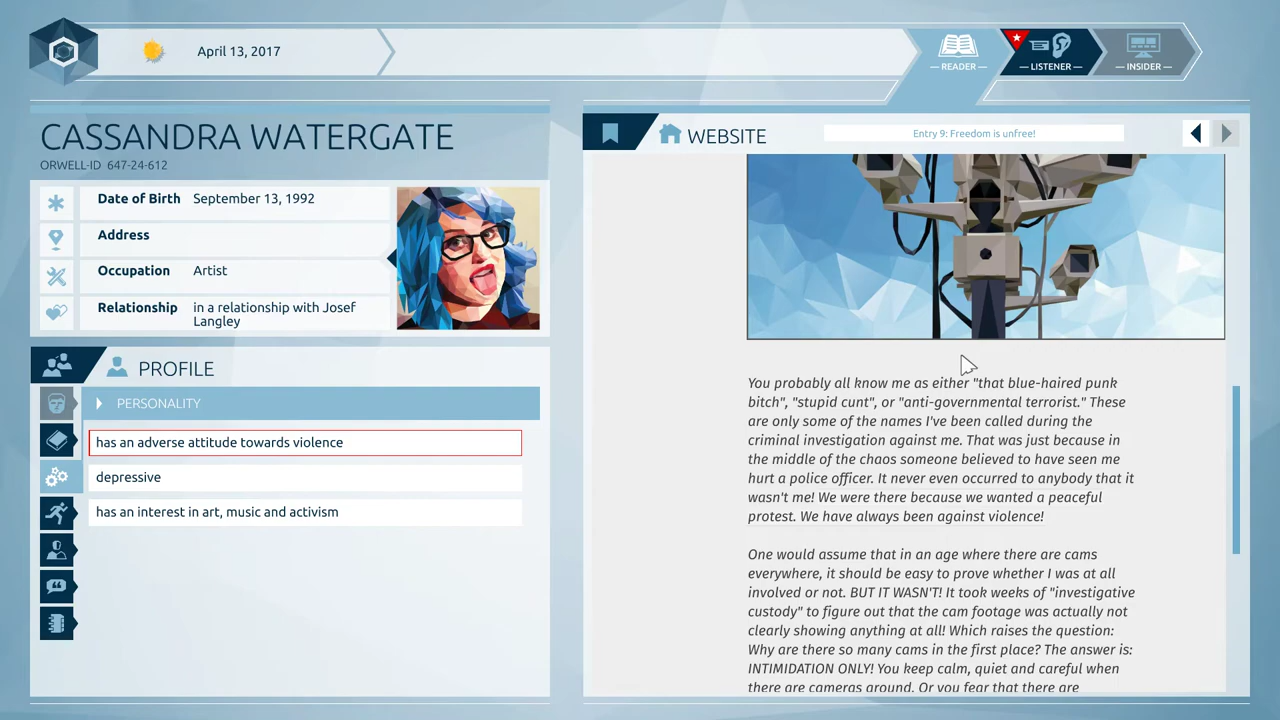 April 13, 2017
— READER —
— LISTENER —
— INSIDER —
CASSANDRA WATERGATE
ORWELL-ID 647-24-612
Date of Birth September 13, 1992
Address
Occupation Artist
Relationship in a relationship with Josef
Langley
PROFILE
PERSONALITY
has an adverse attitude towards violence
depressive
has an interest in art, music and activism
WEBSITE
Entry 9: Freedom is unfree!
You probably all know me as either "that blue-haired punk
bitch", "stupid cunt", or "anti-governmental terrorist." These
are only some of the names I've been called during the
criminal investigation against me. That was just because in
the middle of the chaos someone believed to have seen me
hurt a police officer. It never even occurred to anybody that it
wasn't me! We were there because we wanted a peaceful
protest. We have always been against violence!
One would assume that in an age where there are cams
everywhere, it should be easy to prove whether I was at all
involved or not. BUT IT WASN'T! It took weeks of "investigative
custody" to figure out that the cam footage was actually not
clearly showing anything at all! Which raises the question:
Why are there so many cams in the first place? The answer is:
INTIMIDATION ONLY! You keep calm, quiet and careful when
there are cameras around. Or you fear that there are